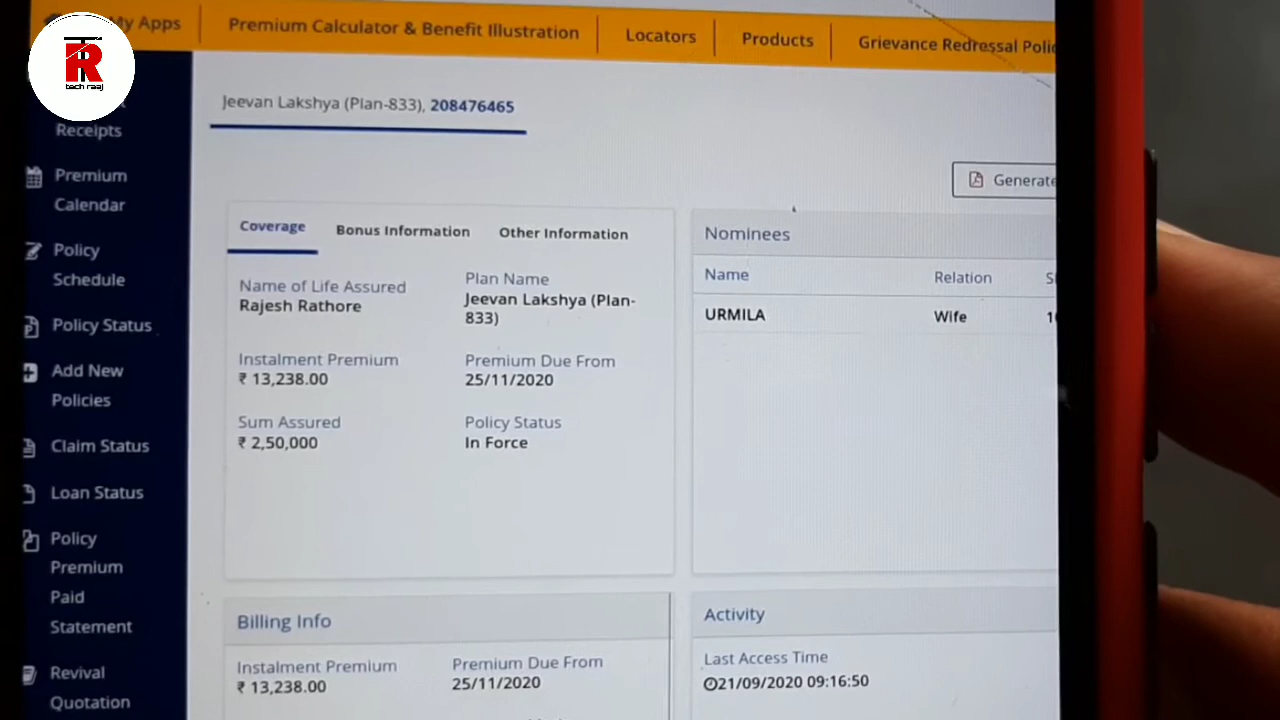 My Apps
Premium Calculator & Benefit Illustration
Locators
Products
Grievance Redressal
TR
tech raaj
Receipts
Premium
Calendar
Policy
Schedule
Policy Status
Add New
Policies
Claim Status
Loan Status
Policy
Premium
Paid
Statement
Revival
Quotation
Jeevan Lakshya (Plan-833), 208476465
Generate
Coverage
Bonus Information
Other Information
Name of Life Assured
Rajesh Rathore
Plan Name
Jeevan Lakshya (Plan-
833)
Instalment Premium
₹ 13,238.00
Premium Due From
25/11/2020
Sum Assured
₹ 2,50,000
Policy Status
In Force
Nominees
Name
Relation
URMILA
Wife
Billing Info
Instalment Premium
₹ 13,238.00
Premium Due From
25/11/2020
Activity
Last Access Time
21/09/2020 09:16:50